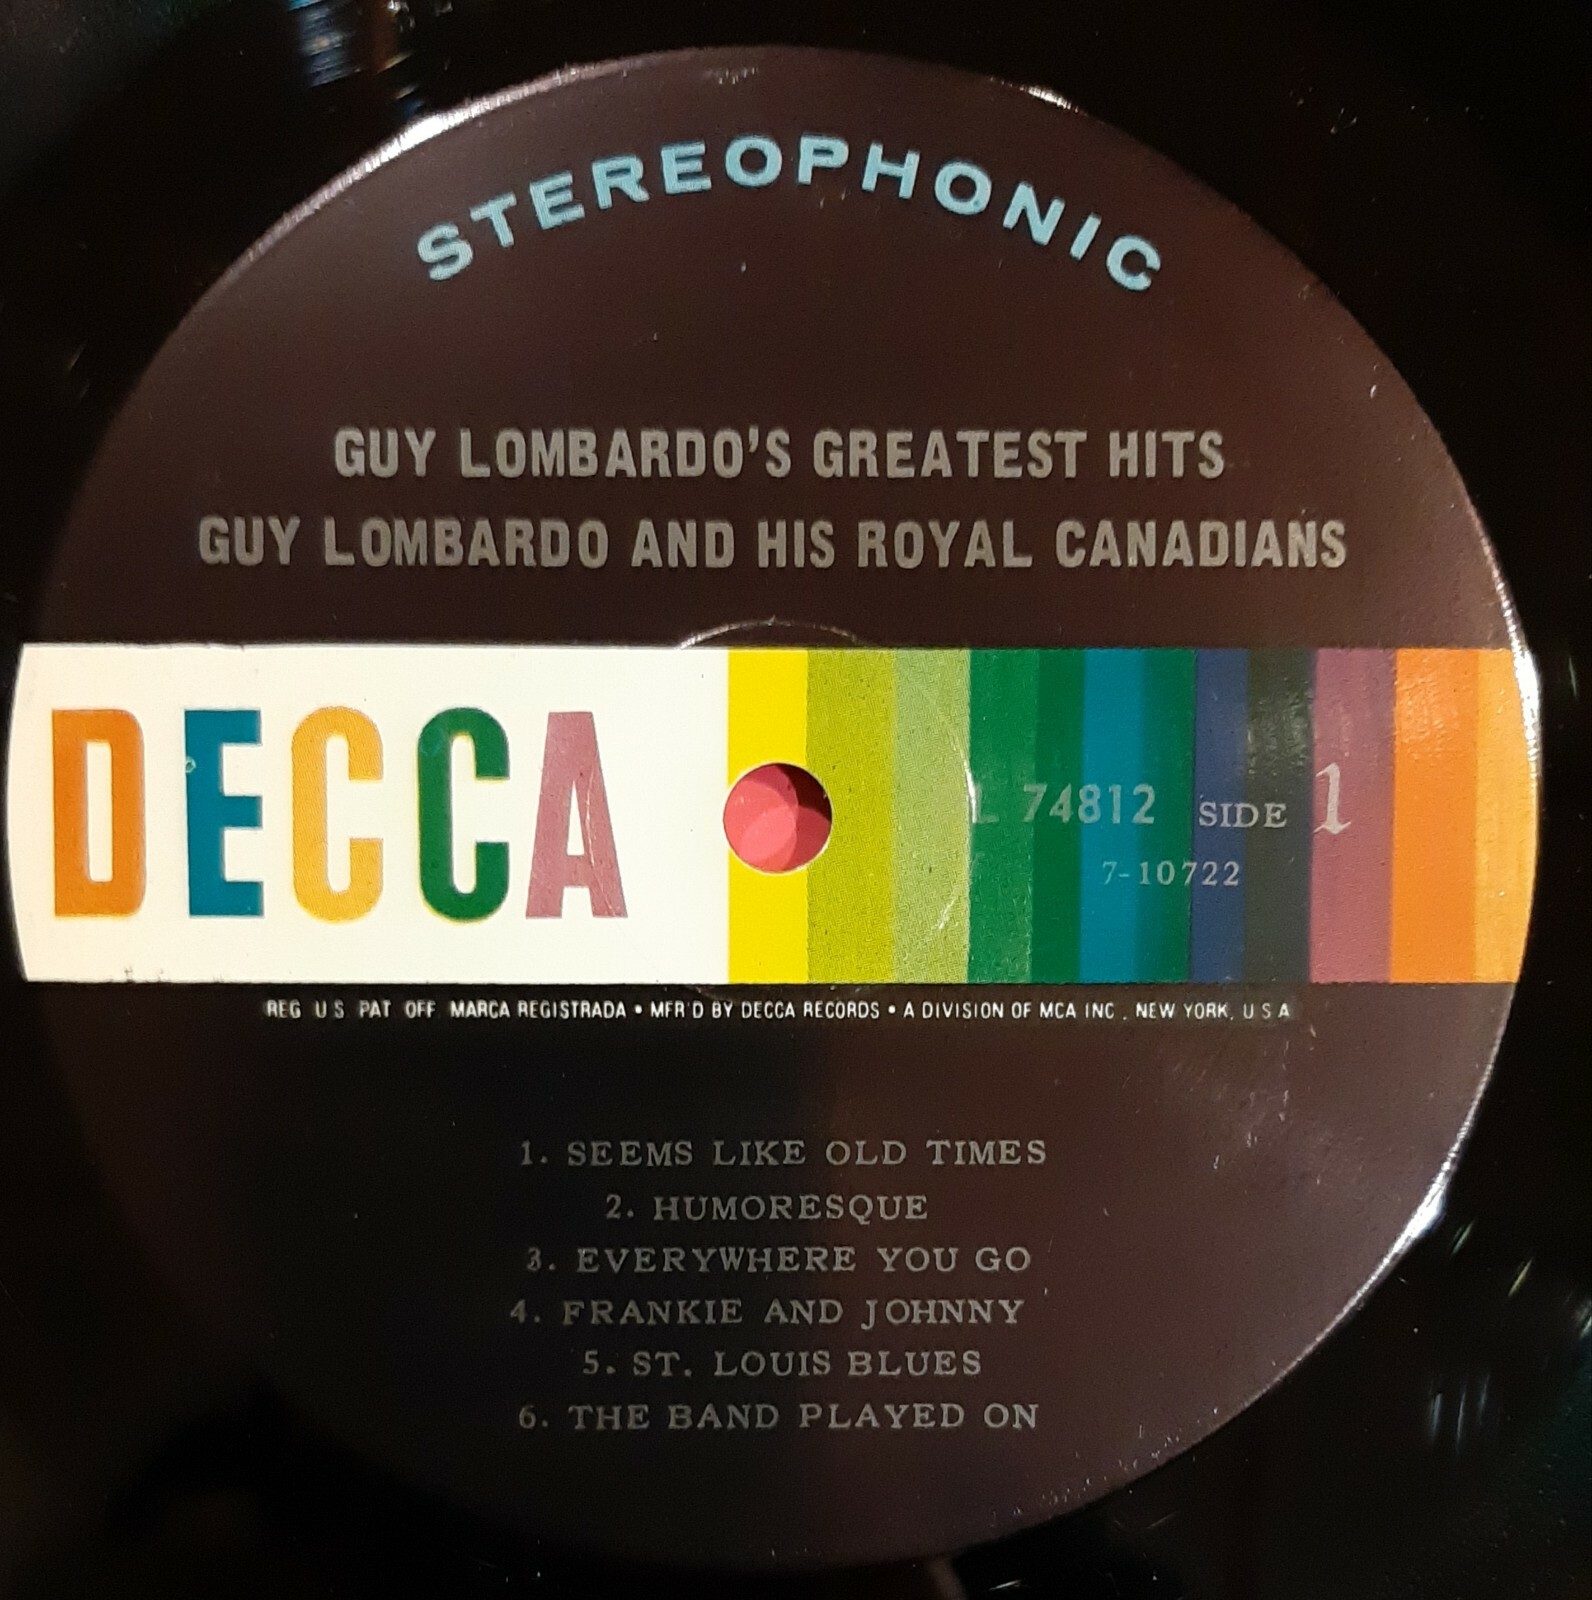 STEREOPHONIC
GUY LOMBARDO'S GREATEST HITS
GUY LOMBARDO AND HIS ROYAL CANADIANS
DECCA
L 74812 SIDE 1
7-10722
REG U S PAT OFF MARCA REGISTRADA • MFR'D BY DECCA RECORDS • A DIVISION OF MCA INC., NEW YORK, U S A
1. SEEMS LIKE OLD TIMES
2. HUMORESQUE
3. EVERYWHERE YOU GO
4. FRANKIE AND JOHNNY
5. ST. LOUIS BLUES
6. THE BAND PLAYED ON